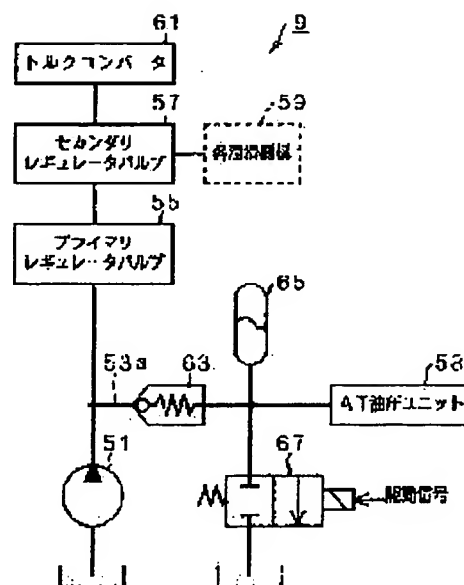 61
9
トルクコンバータ
57
59
セカンダリ
レギュレータバルブ
55
プライマリ
レギュレータバルブ
65
53a
63
53
AT油圧ユニット
51
67
駆動信号